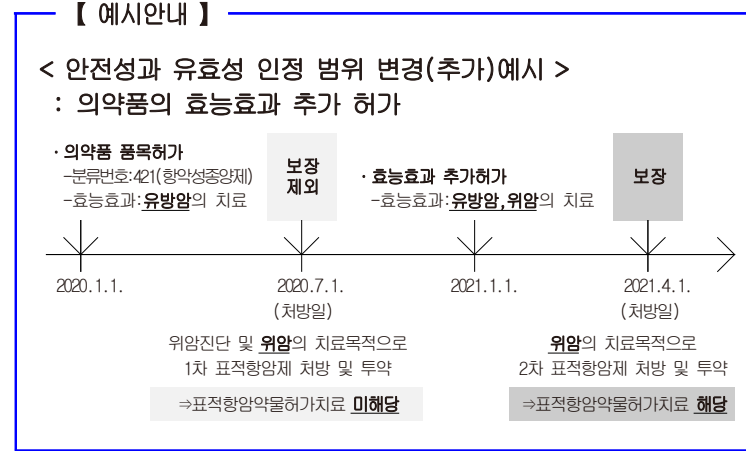 【 예시안내 】
< 안전성과 유효성 인정 범위 변경(추가)예시 >
: 의약품의 효능효과 추가 허가
· 의약품 품목허가
-분류번호:421(항악성종양제)
-효능효과:유방암의 치료
보장
제외
· 효능효과 추가허가
-효능효과:유방암,위암의 치료
보장
2020.1.1.
2020.7.1.
(처방일)
2021.1.1.
2021.4.1.
(처방일)
위암진단 및 위암의 치료목적으로
1차 표적항암제 처방 및 투약
⇒표적항암약물허가치료 미해당
위암의 치료목적으로
2차 표적항암제 처방 및 투약
⇒표적항암약물허가치료 해당